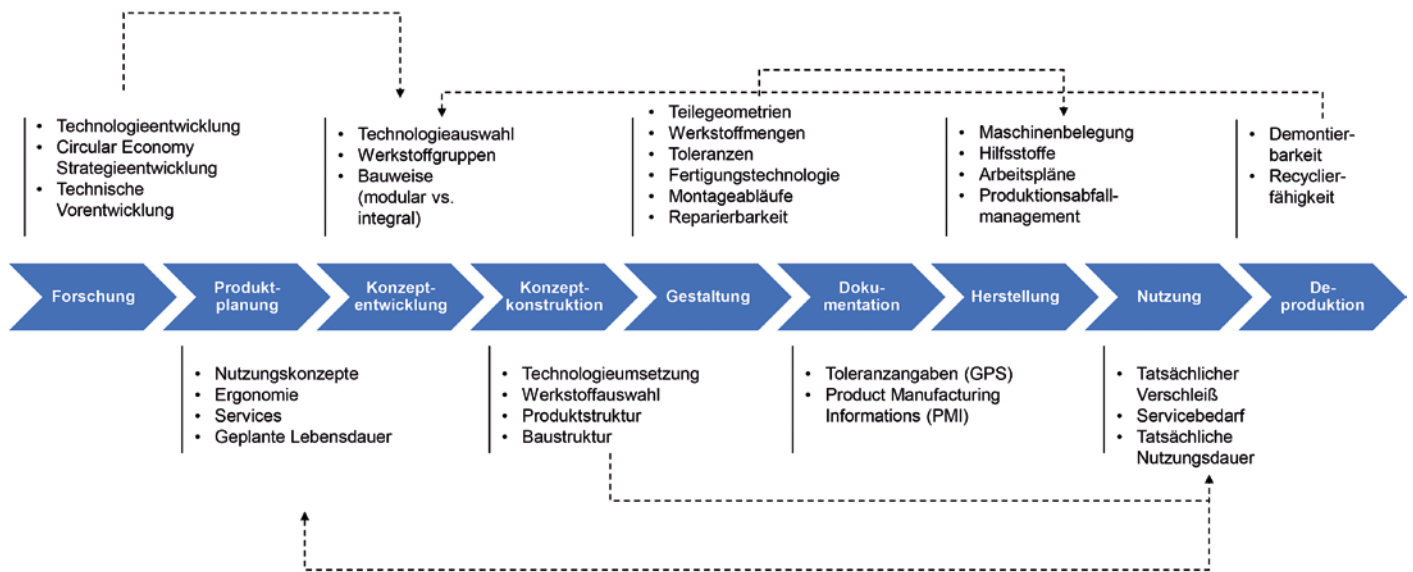 • Technologieentwicklung
• Circular Economy
Strategieentwicklung
• Technische
Vorentwicklung
• Technologieauswahl
• Werkstoffgruppen
• Bauweise
(modular vs.
integral)
• Teilegeometrien
• Werkstoffmengen
• Toleranzen
• Fertigungstechnologie
• Montageabläufe
• Reparierbarkeit
• Maschinenbelegung
• Hilfsstoffe
• Arbeitspläne
• Produktionsabfall-
management
• Demontier-
barkeit
• Recyclier-
fähigkeit
Forschung
Produkt-
planung
Konzept-
entwicklung
Konzept-
konstruktion
Gestaltung
Doku-
mentation
Herstellung
Nutzung
De-
produktion
• Nutzungskonzepte
• Ergonomie
• Services
• Geplante Lebensdauer
• Technologieumsetzung
• Werkstoffauswahl
• Produktstruktur
• Baustruktur
• Toleranzangaben (GPS)
• Product Manufacturing
Informations (PMI)
• Tatsächlicher
Verschleiß
• Servicebedarf
• Tatsächliche
Nutzungsdauer